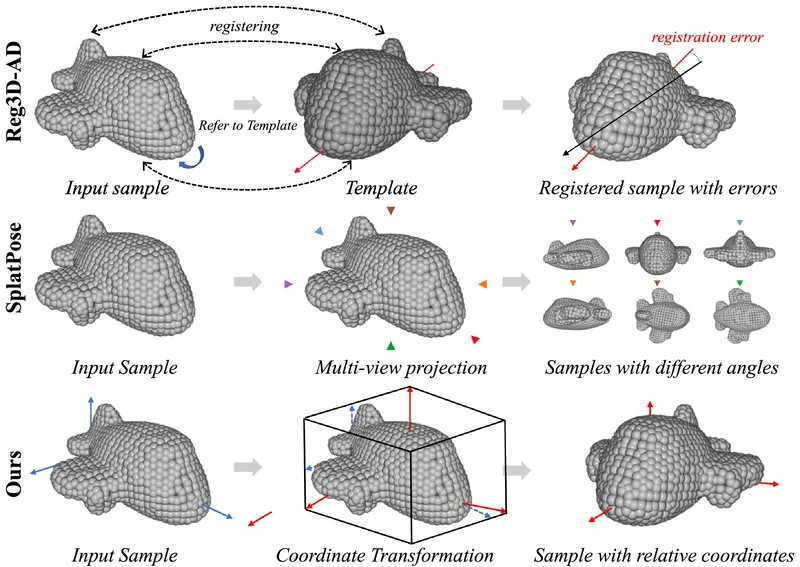 Reg3D-AD
registering
registration error
Refer to Template
Input sample
Template
Registered sample with errors
SplatPose
Input Sample
Multi-view projection
Samples with different angles
Ours
Input Sample
Coordinate Transformation
Sample with relative coordinates